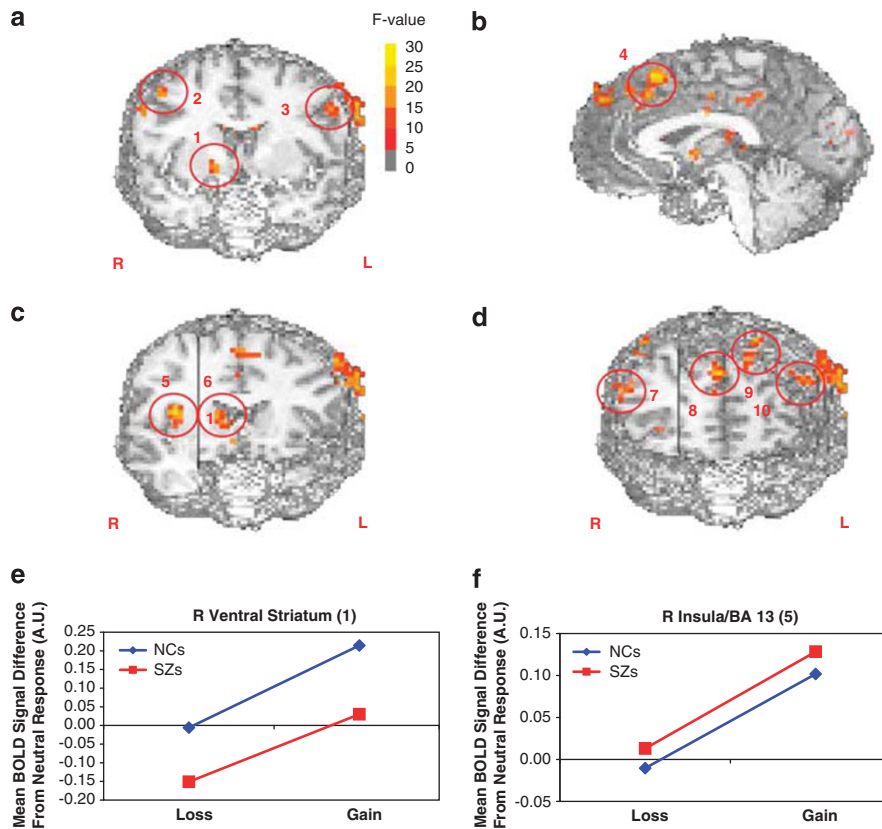 a
F-value
30
25
20
15
10
5
0
2
3
1
R
L
b
4
c
5
6
1
R
L
d
7
8
9
10
R
L
e
R Ventral Striatum (1)
Mean BOLD Signal Difference
From Neutral Response (A.U.)
0.25
0.20
0.15
0.10
0.05
0.00
-0.05
-0.10
-0.15
-0.20
NCs
SZs
Loss
Gain
f
R Insula/BA 13 (5)
Mean BOLD Signal Difference
From Neutral Response (A.U.)
0.15
0.10
0.05
0.00
-0.05
NCs
SZs
Loss
Gain